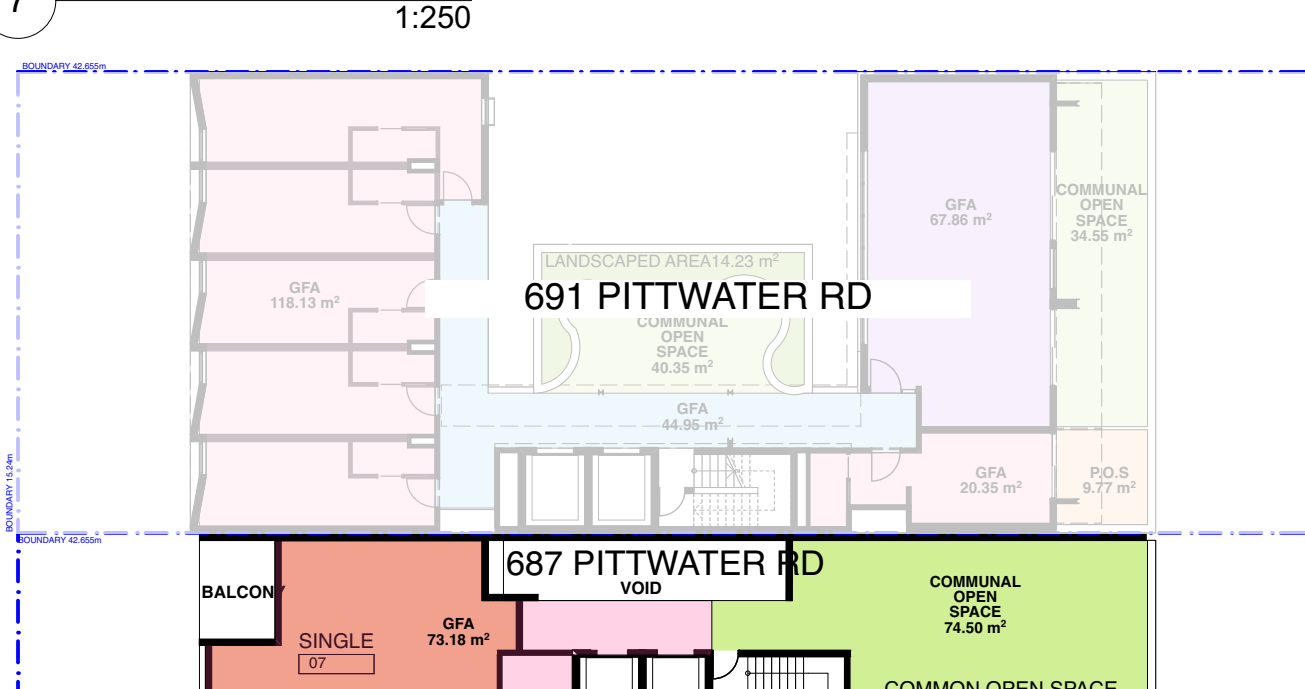 7
1:250
BOUNDARY 42.655m
COMMUNAL
OPEN
SPACE
34.55 m²
GFA
67.86 m²
LANDSCAPED AREA14.23 m²
GFA
118.13 m²
691 PITTWATER RD
COMMUNAL
OPEN
SPACE
40.35 m²
GFA
44.95 m²
GFA
20.35 m²
P.O.S
9.77 m²
BOUNDARY 15.24m
BOUNDARY 42.655m
687 PITTWATER RD
VOID
BALCONY
COMMUNAL
OPEN
SPACE
74.50 m²
GFA
73.18 m²
SINGLE
07
COMMON OPEN SPACE